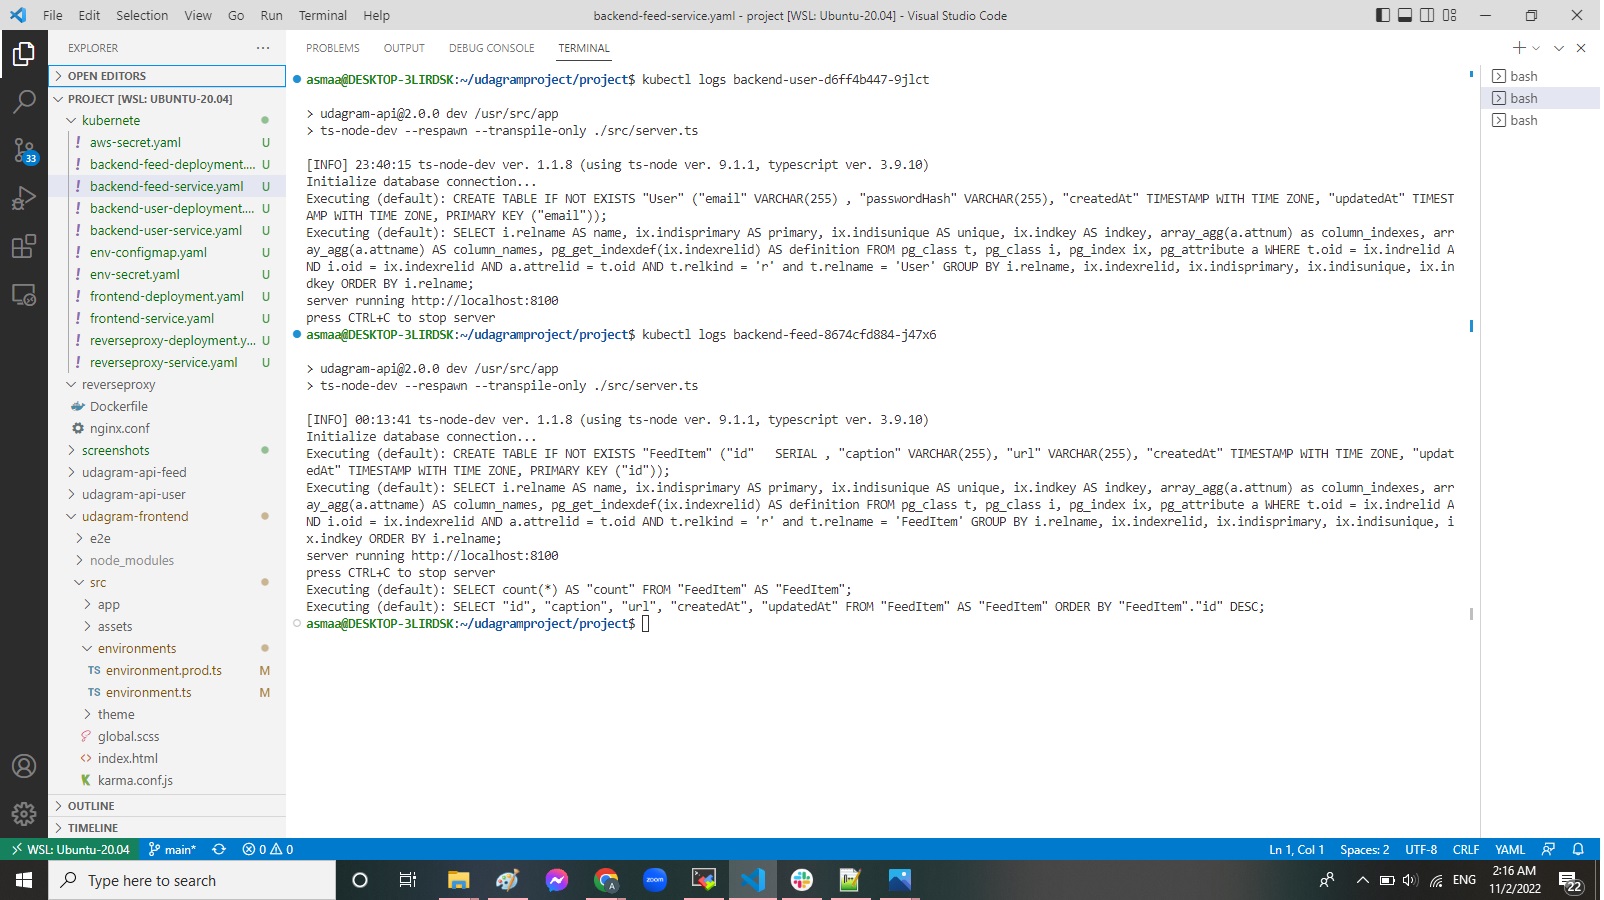 File Edit Selection View Go Run Terminal Help
backend-feed-service.yaml - project [WSL: Ubuntu-20.04] - Visual Studio Code
EXPLORER
OPEN EDITORS
PROJECT [WSL: UBUNTU-20.04]
kubernete
! aws-secret.yaml U
! backend-feed-deployment.... U
! backend-feed-service.yaml U
! backend-user-deployment.... U
! backend-user-service.yaml U
! env-configmap.yaml U
! env-secret.yaml U
! frontend-deployment.yaml U
! frontend-service.yaml U
! reverseproxy-deployment.y... U
! reverseproxy-service.yaml U
reverseproxy
Dockerfile
nginx.conf
screenshots
udagram-api-feed
udagram-api-user
udagram-frontend
e2e
node_modules
src
app
assets
environments
TS environment.prod.ts M
TS environment.ts M
theme
global.scss
<> index.html
K karma.conf.js
OUTLINE
TIMELINE
33
PROBLEMS OUTPUT DEBUG CONSOLE TERMINAL
asmaa@DESKTOP-3LIRDSK:~/udagramproject/project$ kubectl logs backend-user-d6ff4b447-9jlct
> udagram-api@2.0.0 dev /usr/src/app
> ts-node-dev --respawn --transpile-only ./src/server.ts
[INFO] 23:40:15 ts-node-dev ver. 1.1.8 (using ts-node ver. 9.1.1, typescript ver. 3.9.10)
Initialize database connection...
Executing (default): CREATE TABLE IF NOT EXISTS "User" ("email" VARCHAR(255) , "passwordHash" VARCHAR(255), "createdAt" TIMESTAMP WITH TIME ZONE, "updatedAt" TIMEST
AMP WITH TIME ZONE, PRIMARY KEY ("email"));
Executing (default): SELECT i.relname AS name, ix.indisprimary AS primary, ix.indisunique AS unique, ix.indkey AS indkey, array_agg(a.attnum) as column_indexes, arr
ay_agg(a.attname) AS column_names, pg_get_indexdef(ix.indexrelid) AS definition FROM pg_class t, pg_class i, pg_index ix, pg_attribute a WHERE t.oid = ix.indrelid A
ND i.oid = ix.indexrelid AND a.attrelid = t.oid AND t.relkind = 'r' and t.relname = 'User' GROUP BY i.relname, ix.indexrelid, ix.indisprimary, ix.indisunique, ix.in
dkey ORDER BY i.relname;
server running http://localhost:8100
press CTRL+C to stop server
asmaa@DESKTOP-3LIRDSK:~/udagramproject/project$ kubectl logs backend-feed-8674cfd884-j47x6
> udagram-api@2.0.0 dev /usr/src/app
> ts-node-dev --respawn --transpile-only ./src/server.ts
[INFO] 00:13:41 ts-node-dev ver. 1.1.8 (using ts-node ver. 9.1.1, typescript ver. 3.9.10)
Initialize database connection...
Executing (default): CREATE TABLE IF NOT EXISTS "FeedItem" ("id"   SERIAL , "caption" VARCHAR(255), "url" VARCHAR(255), "createdAt" TIMESTAMP WITH TIME ZONE, "updat
edAt" TIMESTAMP WITH TIME ZONE, PRIMARY KEY ("id"));
Executing (default): SELECT i.relname AS name, ix.indisprimary AS primary, ix.indisunique AS unique, ix.indkey AS indkey, array_agg(a.attnum) as column_indexes, arr
ay_agg(a.attname) AS column_names, pg_get_indexdef(ix.indexrelid) AS definition FROM pg_class t, pg_class i, pg_index ix, pg_attribute a WHERE t.oid = ix.indrelid A
ND i.oid = ix.indexrelid AND a.attrelid = t.oid AND t.relkind = 'r' and t.relname = 'FeedItem' GROUP BY i.relname, ix.indexrelid, ix.indisprimary, ix.indisunique, i
x.indkey ORDER BY i.relname;
server running http://localhost:8100
press CTRL+C to stop server
Executing (default): SELECT count(*) AS "count" FROM "FeedItem" AS "FeedItem";
Executing (default): SELECT "id", "caption", "url", "createdAt", "updatedAt" FROM "FeedItem" AS "FeedItem" ORDER BY "FeedItem"."id" DESC;
asmaa@DESKTOP-3LIRDSK:~/udagramproject/project$
bash
bash
bash
WSL: Ubuntu-20.04 main* 0 0 Ln 1, Col 1 Spaces: 2 UTF-8 CRLF YAML
Type here to search
A
zoom
ENG
2:16 AM
11/2/2022
22